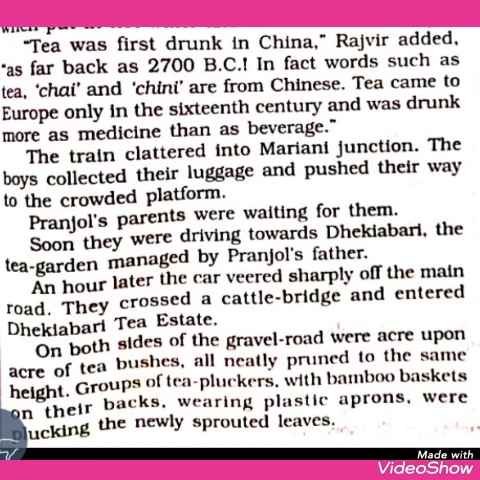 when put in hot water
"Tea was first drunk in China," Rajvir added,
"as far back as 2700 B.C.! In fact words such as
tea, 'chai' and 'chini' are from Chinese. Tea came to
Europe only in the sixteenth century and was drunk
more as medicine than as beverage."
The train clattered into Mariani junction. The
boys collected their luggage and pushed their way
to the crowded platform.
Pranjol's parents were waiting for them.
Soon they were driving towards Dhekiabari, the
tea-garden managed by Pranjol's father.
An hour later the car veered sharply off the main
road. They crossed a cattle-bridge and entered
Dhekiabari Tea Estate.
On both sides of the gravel-road were acre upon
acre of tea bushes, all neatly pruned to the same
height. Groups of tea-pluckers, with bamboo baskets
on their backs, wearing plastic aprons, were
plucking the newly sprouted leaves.
Made with
VideoShow